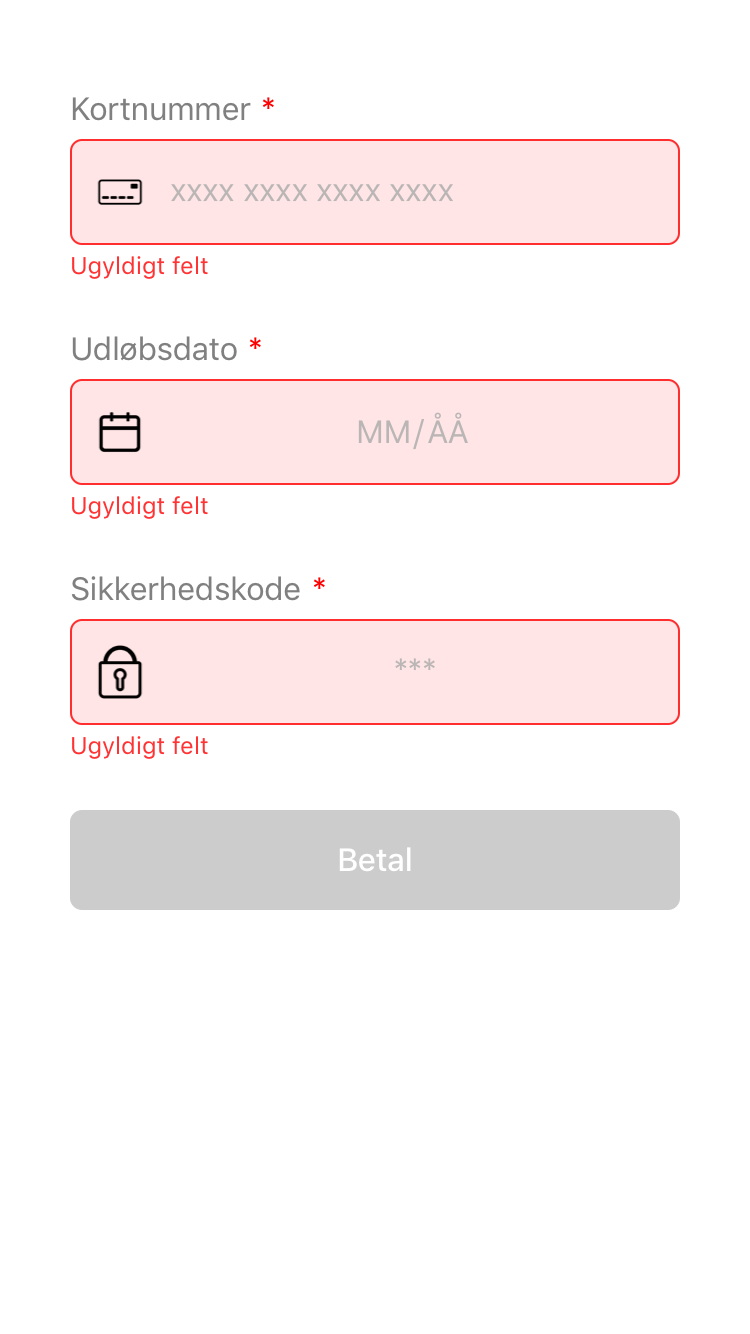 Kortnummer *
xxxx xxxx xxxx xxxx
Ugyldigt felt
Udløbsdato *
MM/ÅÅ
Ugyldigt felt
Sikkerhedskode *
***
Ugyldigt felt
Betal